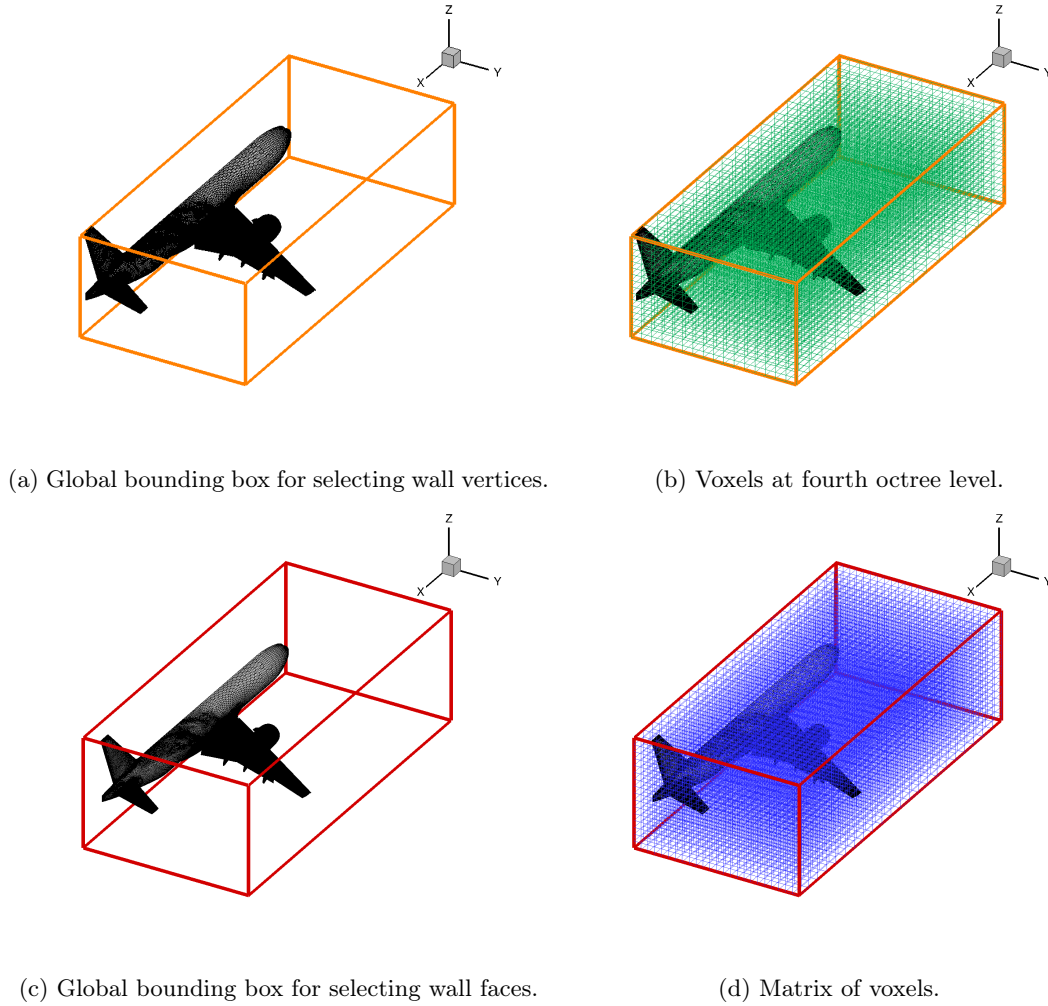 Z
X
Y
Z
X
Y
(a) Global bounding box for selecting wall vertices.
(b) Voxels at fourth octree level.
Z
X
Y
Z
X
Y
(c) Global bounding box for selecting wall faces.
(d) Matrix of voxels.